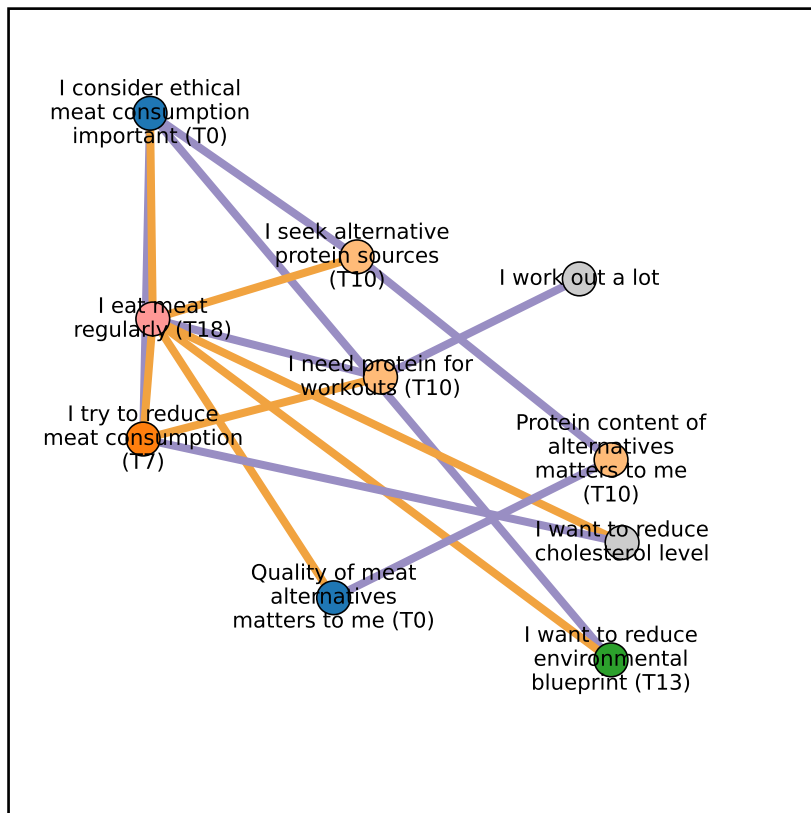 I consider ethical
meat consumption
important (T0)
I seek alternative
protein sources
(T10)
I work out a lot
I eat meat
regularly (T18)
I need protein for
workouts (T10)
I try to reduce
meat consumption
(T7)
Protein content of
alternatives
matters to me
(T10)
I want to reduce
cholesterol level
Quality of meat
alternatives
matters to me (T0)
I want to reduce
environmental
blueprint (T13)